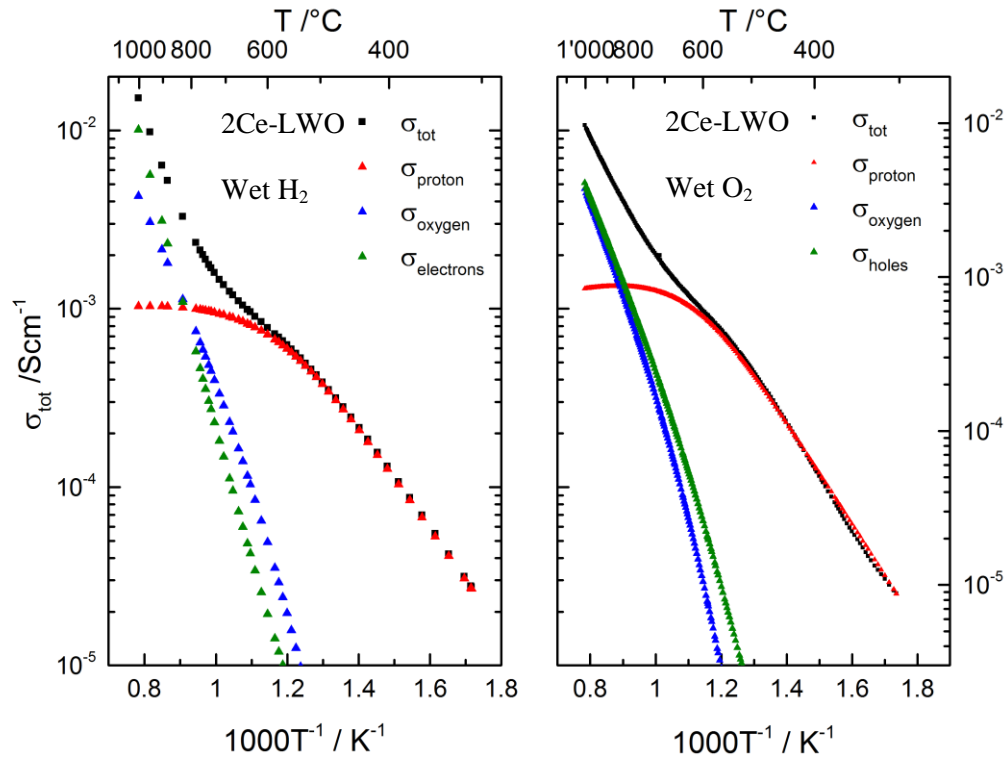 T /°C
1000 800 600 400
10⁻²
10⁻³
10⁻⁴
10⁻⁵
σtot /Scm⁻¹
2Ce-LWO
Wet H₂
σtot
σproton
σoxygen
σelectrons
0.8 1 1.2 1.4 1.6 1.8
1000T⁻¹ / K⁻¹
T /°C
1'000 800 600 400
2Ce-LWO
Wet O₂
σtot
σproton
σoxygen
σholes
10⁻²
10⁻³
10⁻⁴
10⁻⁵
0.8 1 1.2 1.4 1.6 1.8
1000T⁻¹ / K⁻¹